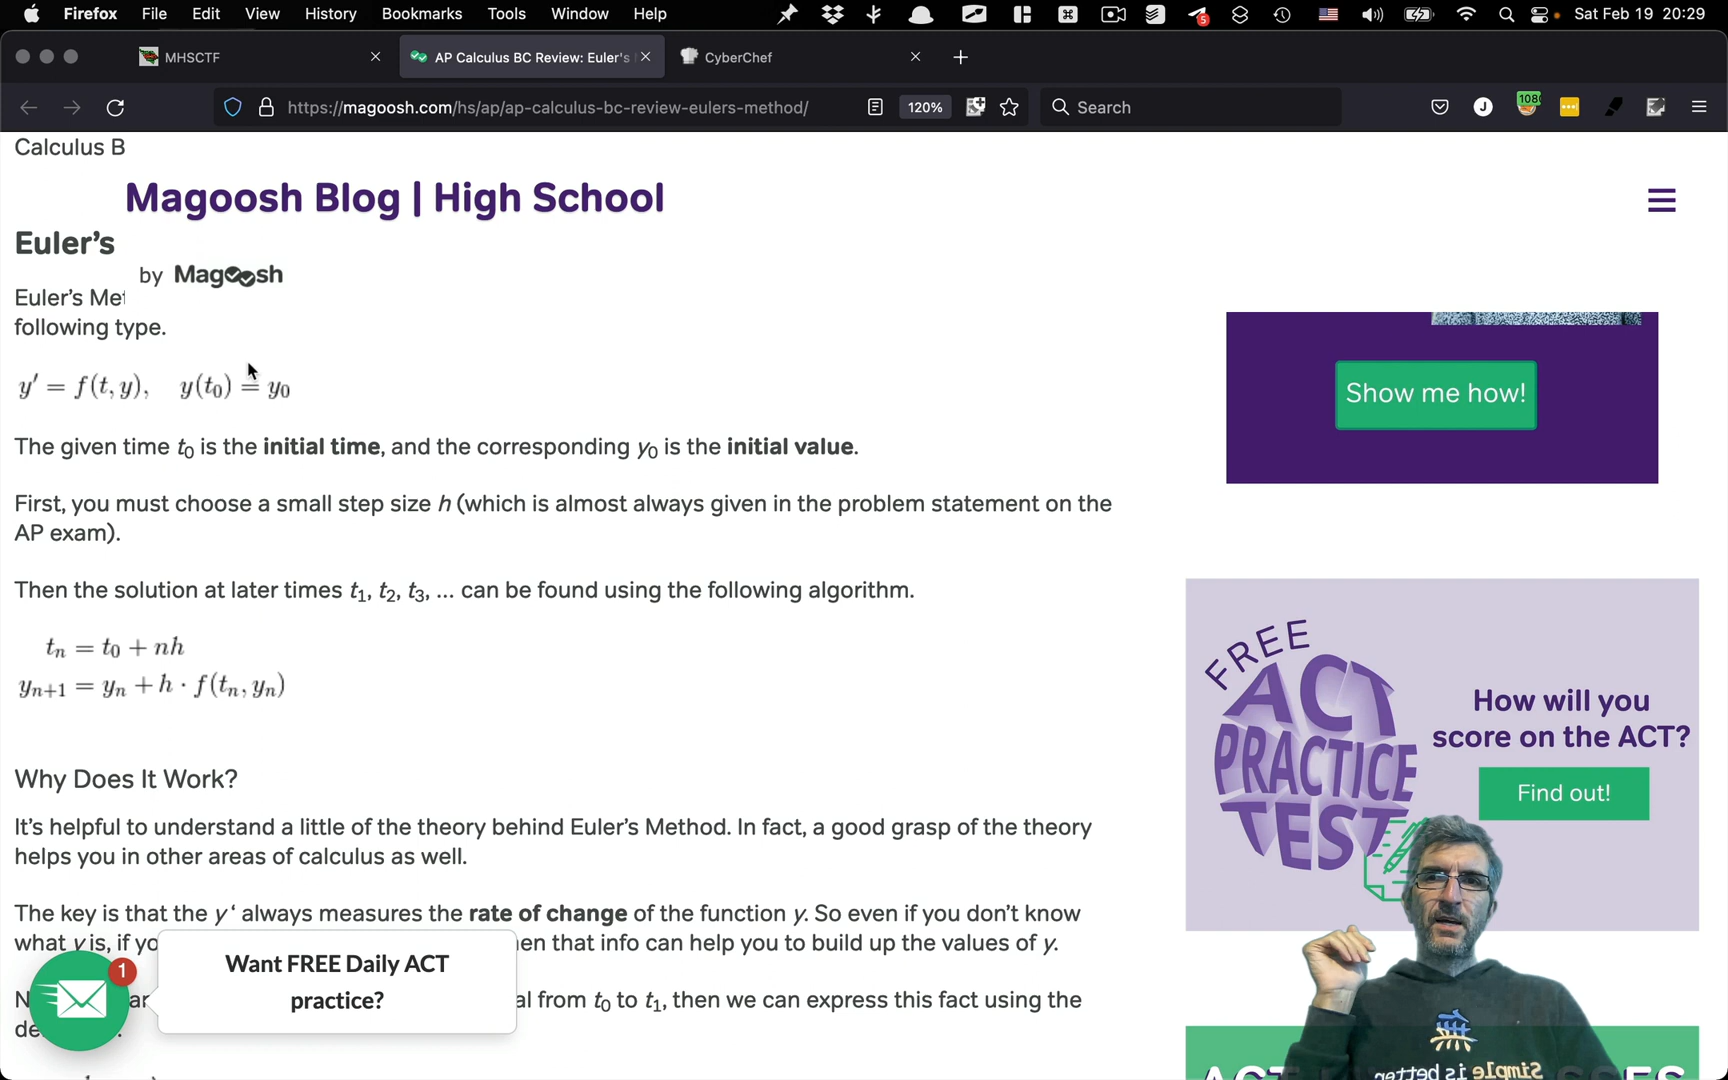 Firefox File Edit View History Bookmarks Tools Window Help Sat Feb 19 20:29
MHSCTF AP Calculus BC Review: Euler's CyberChef
https://magoosh.com/hs/ap/ap-calculus-bc-review-eulers-method/ 120% Search
Calculus B
Magoosh Blog | High School
Euler’s
by Magoosh
Euler’s Met
following type.
y′ = f(t, y), y(t₀) = y₀
The given time t₀ is the initial time, and the corresponding y₀ is the initial value.
First, you must choose a small step size h (which is almost always given in the problem statement on the
AP exam).
Then the solution at later times t₁, t₂, t₃, ... can be found using the following algorithm.
tₙ = t₀ + nh
yₙ₊₁ = yₙ + h · f(tₙ, yₙ)
Why Does It Work?
It’s helpful to understand a little of the theory behind Euler’s Method. In fact, a good grasp of the theory
helps you in other areas of calculus as well.
The key is that the y ‘ always measures the rate of change of the function y. So even if you don’t know
what y is, if yo en that info can help you to build up the values of y.
al from t₀ to t₁, then we can express this fact using the
Want FREE Daily ACT
practice?
1
Show me how!
FREE
ACT
PRACTICE
TEST
How will you
score on the ACT?
Find out!
Simple is better